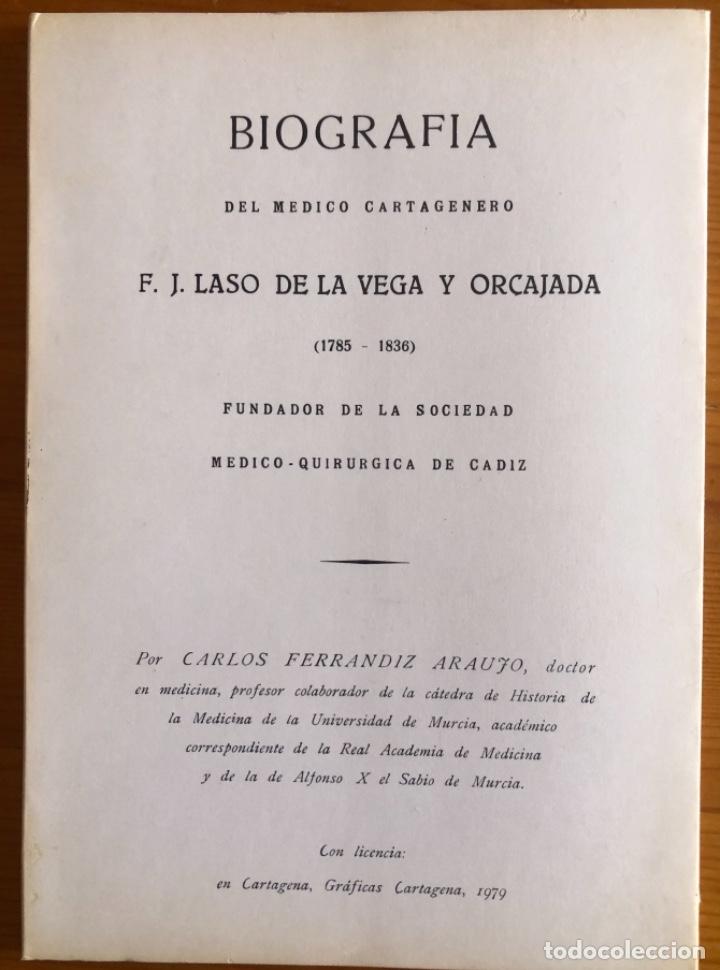 BIOGRAFIA
DEL MEDICO CARTAGENERO
F. J. LASO DE LA VEGA Y ORCAJADA
(1785 - 1836)
FUNDADOR DE LA SOCIEDAD
MEDICO-QUIRURGICA DE CADIZ
Por CARLOS FERRANDIZ ARAUJO, doctor
en medicina, profesor colaborador de la cátedra de Historia de
la Medicina de la Universidad de Murcia, académico
correspondiente de la Real Academia de Medicina
y de la de Alfonso X el Sabio de Murcia.
Con licencia:
en Cartagena, Gráficas Cartagena, 1979
todocoleccion